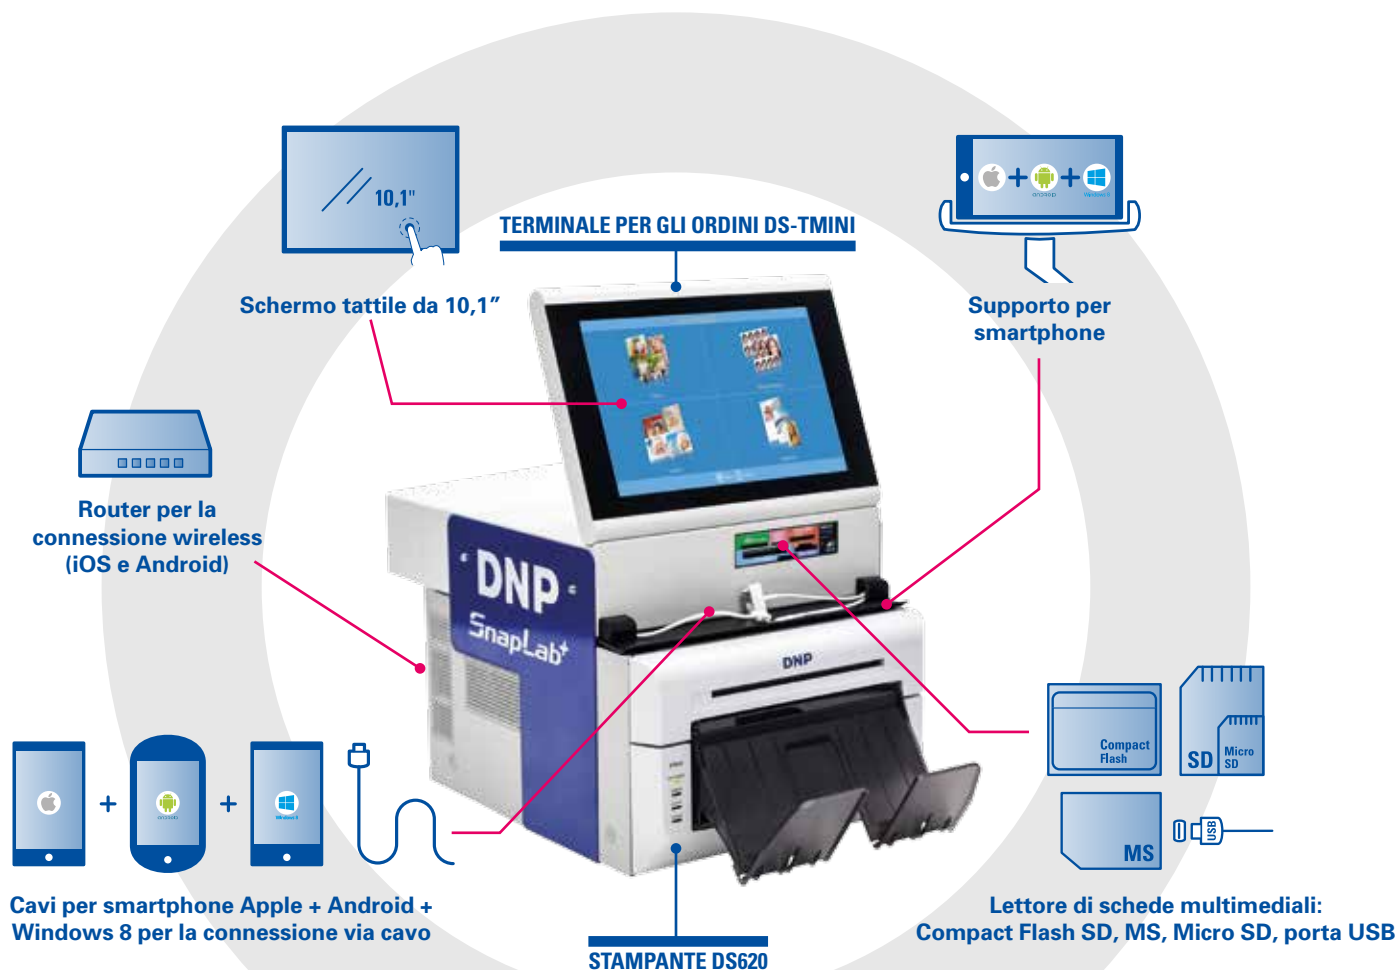 10,1"
TERMINALE PER GLI ORDINI DS-TMINI
Schermo tattile da 10,1”
Supporto per
smartphone
Router per la
connessione wireless
(iOS e Android)
DNP
SnapLab+
DNP
Compact
Flash
SD
Micro
SD
MS
USB
Cavi per smartphone Apple + Android +
Windows 8 per la connessione via cavo
Lettore di schede multimediali:
Compact Flash SD, MS, Micro SD, porta USB
STAMPANTE DS620